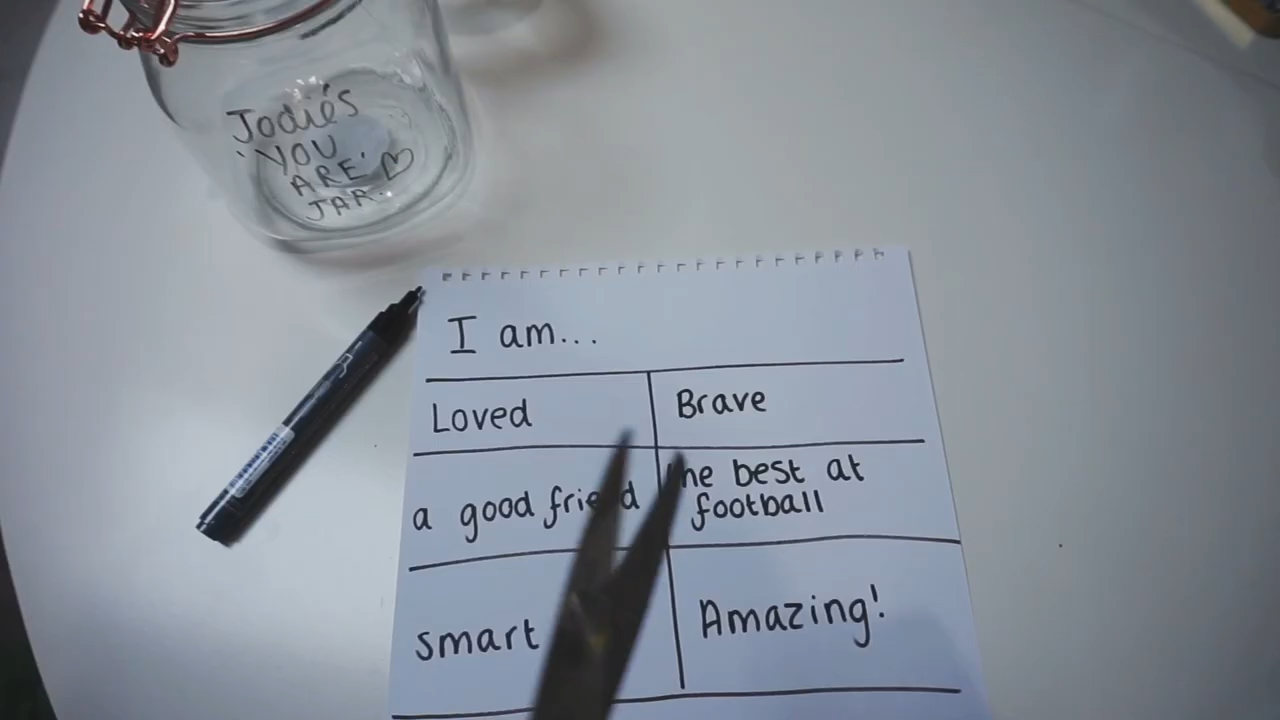 Jodie's
'YOU
ARE' ♡
JAR.
I am...
Loved
Brave
a good friend
the best at
football
smart
Amazing!